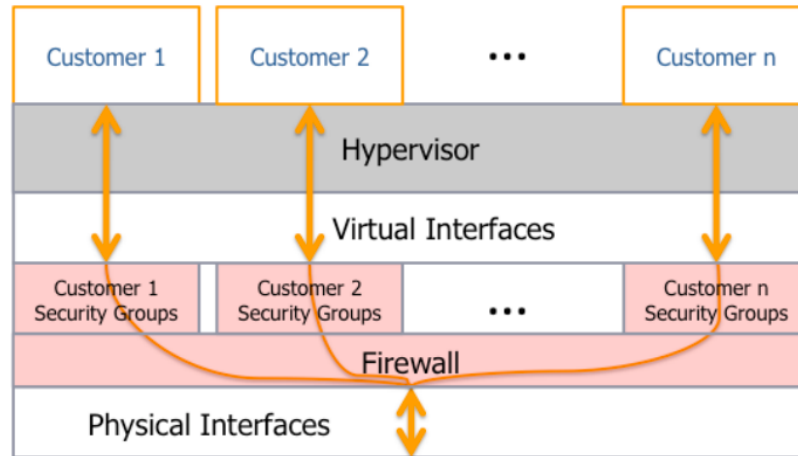 Customer 1
Customer 2
...
Customer n
Hypervisor
Virtual Interfaces
Customer 1
Security Groups
Customer 2
Security Groups
...
Customer n
Security Groups
Firewall
Physical Interfaces